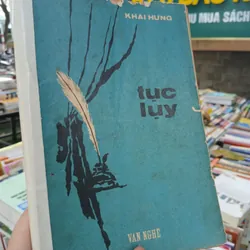 KHÁI HƯNG
tục
lụy
VĂN NGHỆ
MUA SÁCH